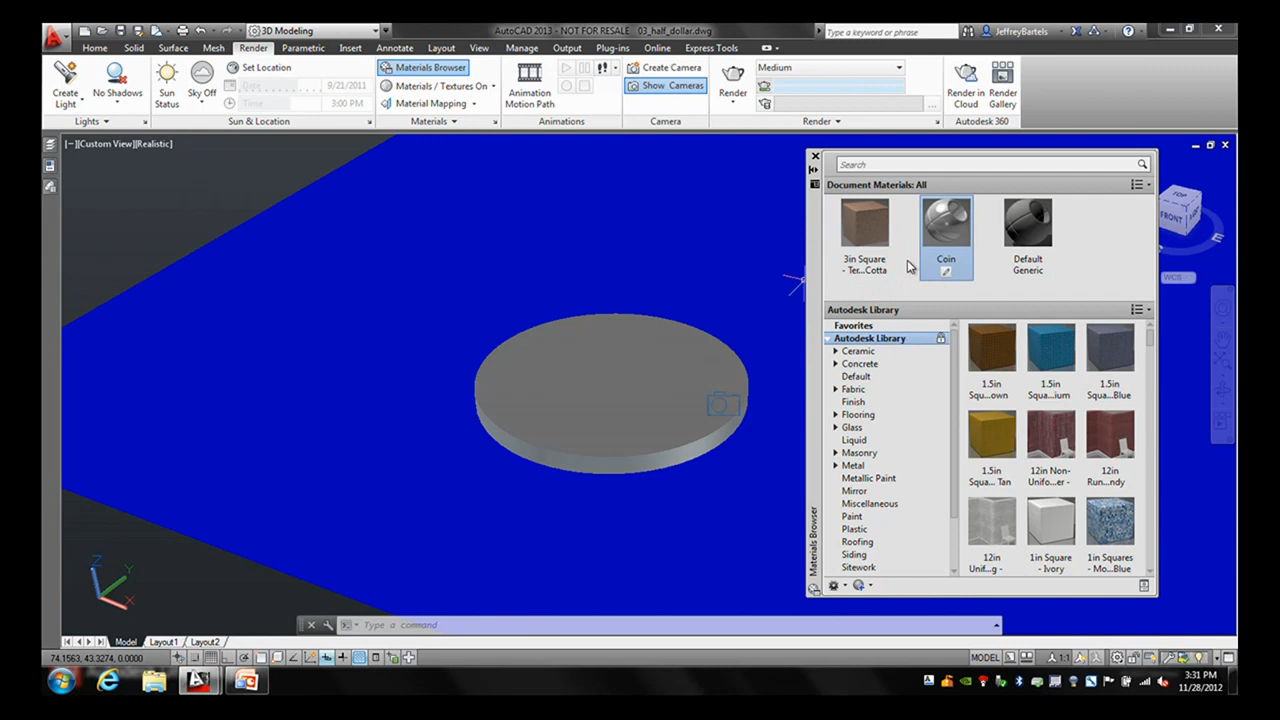 3D Modeling
AutoCAD 2013 - NOT FOR RESALE 03_half_dollar.dwg
Type a keyword or phrase
JeffreyBartels
Home Solid Surface Mesh Render Parametric Insert Annotate Layout View Manage Output Plug-ins Online Express Tools
Create Light
No Shadows
Lights
Sun Status
Sky Off
Set Location
Date 9/21/2011
Time 3:00 PM
Sun & Location
Materials Browser
Materials / Textures On
Material Mapping
Materials
Animation Motion Path
Animations
Create Camera
Show Cameras
Camera
Render
Medium
Render
Render in Cloud
Render Gallery
Autodesk 360
[−][Custom View][Realistic]
TOP
FRONT
E
WCS
Search
Document Materials: All
3in Square - Ter...Cotta
Coin
Default Generic
Autodesk Library
Favorites
Autodesk Library
Ceramic
Concrete
Default
Fabric
Finish
Flooring
Glass
Liquid
Masonry
Metal
Metallic Paint
Mirror
Miscellaneous
Paint
Plastic
Roofing
Siding
Sitework
1.5in Squ...own
1.5in Squa...ium
1.5in Squa...Blue
1.5in Squa... Tan
12in Non-Unifo...er -
12in Run...ndy
12in Unif...g -
1in Square - Ivory
1in Squares - Mo...Blue
Materials Browser
Z
Y
X
Type a command
Model Layout1 Layout2
74.1563, 43.3274, 0.0000
MODEL
1:1
3:31 PM
11/28/2012